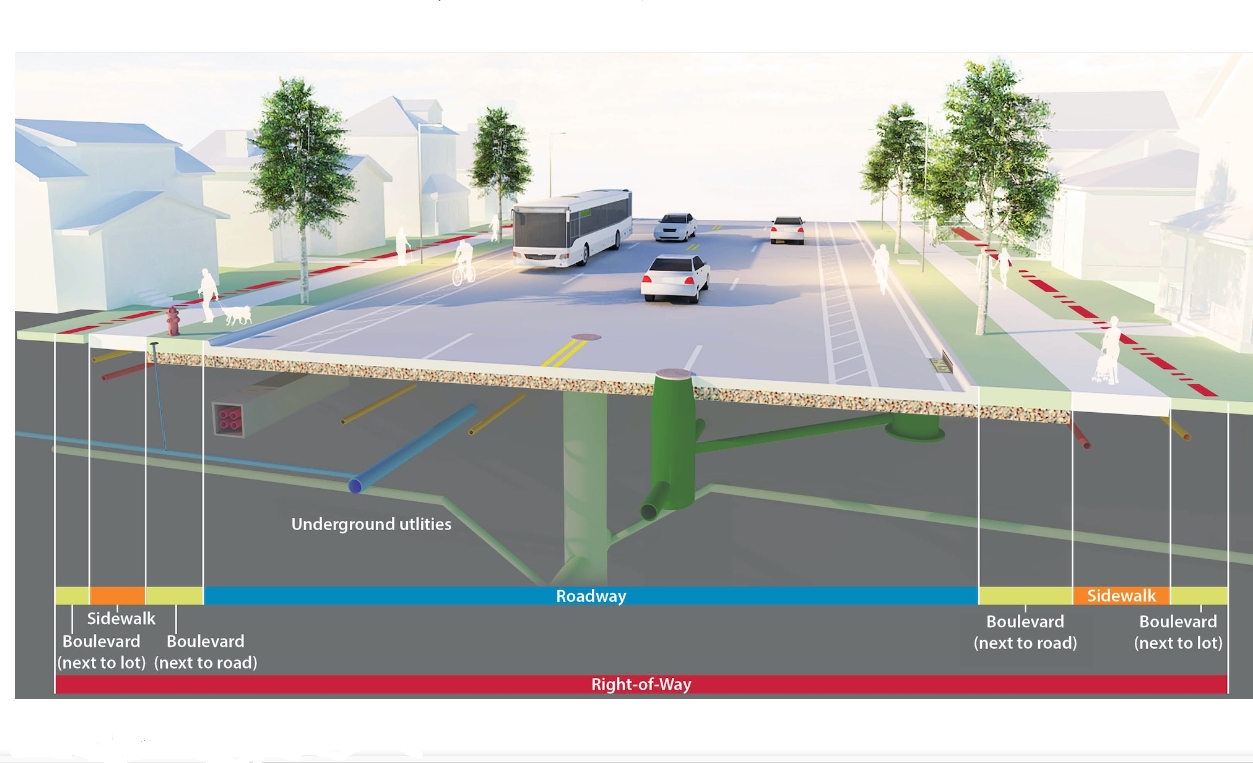 Underground utlities
Roadway
Sidewalk
Sidewalk
Boulevard
(next to lot)
Boulevard
(next to road)
Boulevard
(next to road)
Boulevard
(next to lot)
Right-of-Way